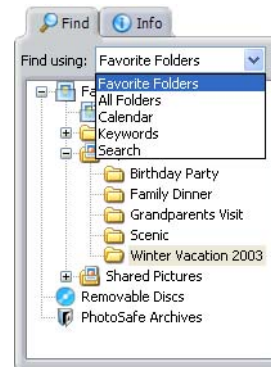 Find Info
Find using: Favorite Folders
Favorite Folders
All Folders
Calendar
Keywords
Search
Birthday Party
Family Dinner
Grandparents Visit
Scenic
Winter Vacation 2003
Shared Pictures
Removable Discs
PhotoSafe Archives